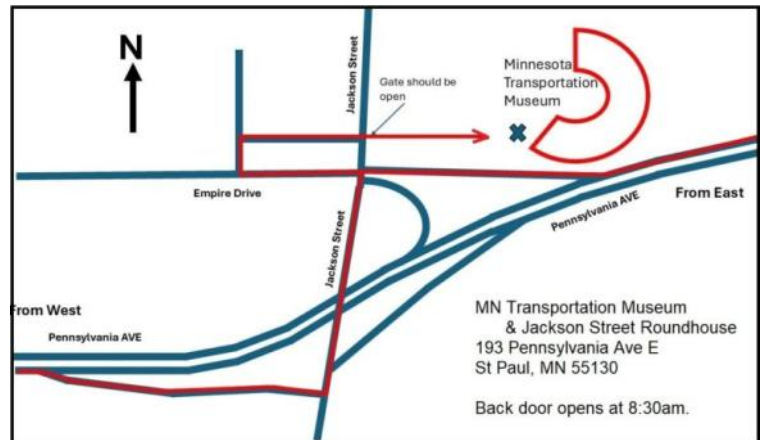 N
Jackson Street
Gate should be
open
Minnesota
Transportation
Museum
Empire Drive
Jackson Street
Pennsylvania AVE
From East
From West
Pennsylvania AVE
MN Transportation Museum
& Jackson Street Roundhouse
193 Pennsylvania Ave E
St Paul, MN 55130
Back door opens at 8:30am.